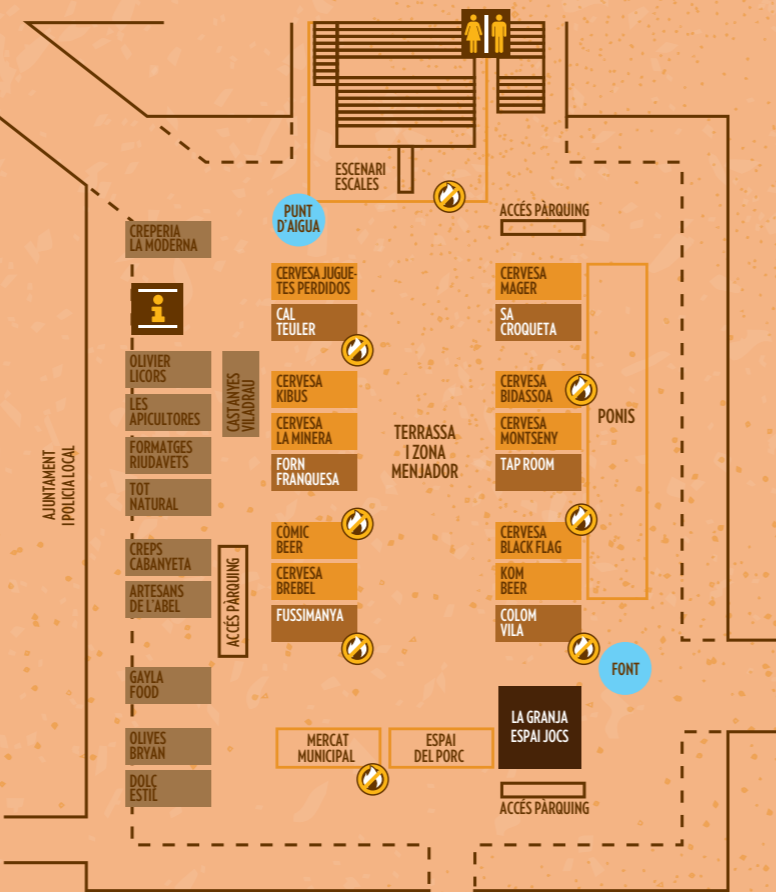 ESCENARI
ESCALES
PUNT
D'AIGUA
ACCÉS PÀRQUING
CREPERIA
LA MODERNA
i
OLIVIER
LICORS
LES
APICULTORES
FORMATGES
RIUDAVETS
TOT
NATURAL
CREPS
CABANYETA
ARTESANS
DE L'ABEL
GAYLA
FOOD
OLIVES
BRYAN
DOLÇ
ESTIL
AJUNTAMENT
I POLICIA LOCAL
CASTANYES
VILADRAU
ACCÉS PÀRQUING
CERVESA JUGUE-
TES PERDIDOS
CAL
TEULER
CERVESA
KIBUS
CERVESA
LA MINERA
FORN
FRANQUESA
CÒMIC
BEER
CERVESA
BREBEL
FUSSIMANYA
TERRASSA
I ZONA
MENJADOR
CERVESA
MAGER
SA
CROQUETA
CERVESA
BIDASSOA
CERVESA
MONTSENY
TAP ROOM
CERVESA
BLACK FLAG
KOM
BEER
COLOM
VILA
PONIS
FONT
MERCAT
MUNICIPAL
ESPAI
DEL PORC
LA GRANJA
ESPAI JOCS
ACCÉS PÀRQUING